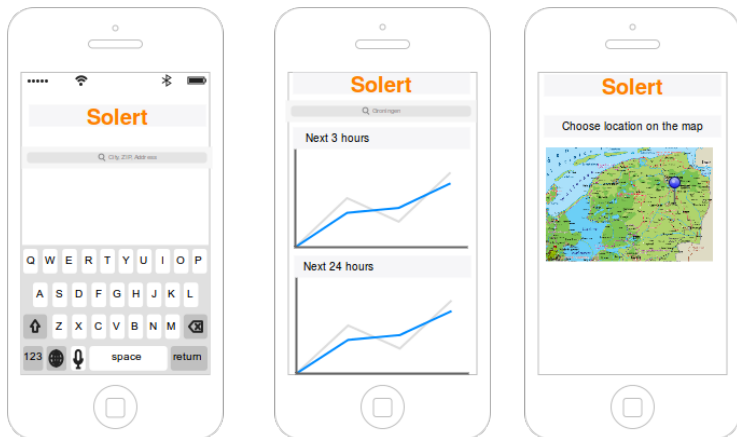 Solert
City, ZIP, Address
Q W E R T Y U I O P
A S D F G H J K L
Z X C V B N M
123 space return
Solert
Groningen
Next 3 hours
Next 24 hours
Solert
Choose location on the map